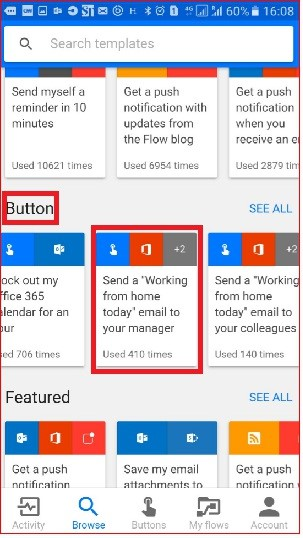 60% 16:08
Search templates
Send myself a
reminder in 10
minutes
Used 10621 times
Get a push
notification with
updates from
the Flow blog
Used 6954 times
Get a push
notification
when you
receive an e
Used 2879 tim
Button
SEE ALL
ock out my
ffice 365
alendar for an
our
ed 706 times
+2
Send a "Working
from home
today" email to
your manager
Used 410 times
+2
Send a "Working
from home
today" email to
your colleagues
Used 140 times
Featured
SEE ALL
Get a push
notification
Save my email
attachments to
Get a push
notification
Activity
Browse
Buttons
My flows
Account